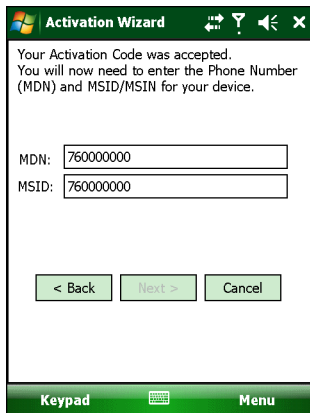 Activation Wizard
Your Activation Code was accepted.
You will now need to enter the Phone Number
(MDN) and MSID/MSIN for your device.
MDN: 760000000
MSID: 760000000
< Back Next > Cancel
Keypad Menu